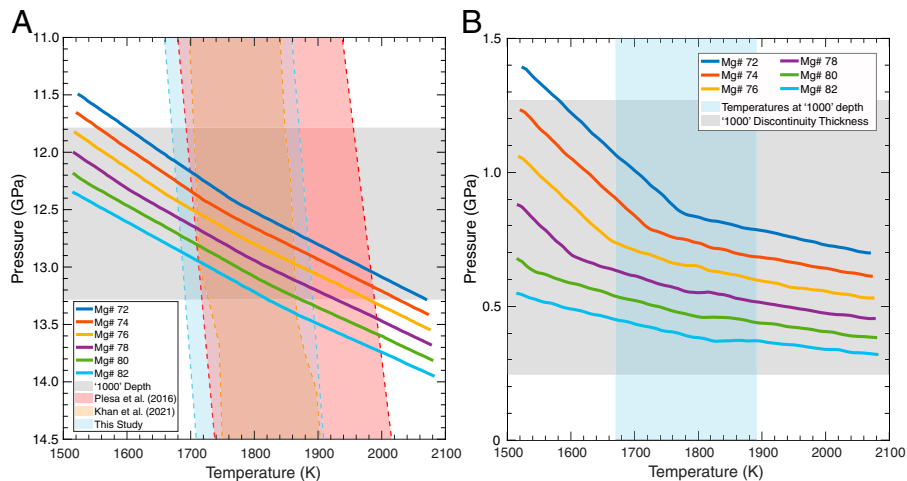 A
11.0
11.5
12.0
12.5
13.0
13.5
14.0
14.5
Pressure (GPa)
Mg# 72
Mg# 74
Mg# 76
Mg# 78
Mg# 80
Mg# 82
'1000' Depth
Plesa et al. (2016)
Khan et al. (2021)
This Study
1500 1600 1700 1800 1900 2000 2100
Temperature (K)
B
1.5
1.0
0.5
0
Pressure (GPa)
Mg# 72 Mg# 78
Mg# 74 Mg# 80
Mg# 76 Mg# 82
Temperatures at '1000' depth
'1000' Discontinuity Thickness
1500 1600 1700 1800 1900 2000 2100
Temperature (K)